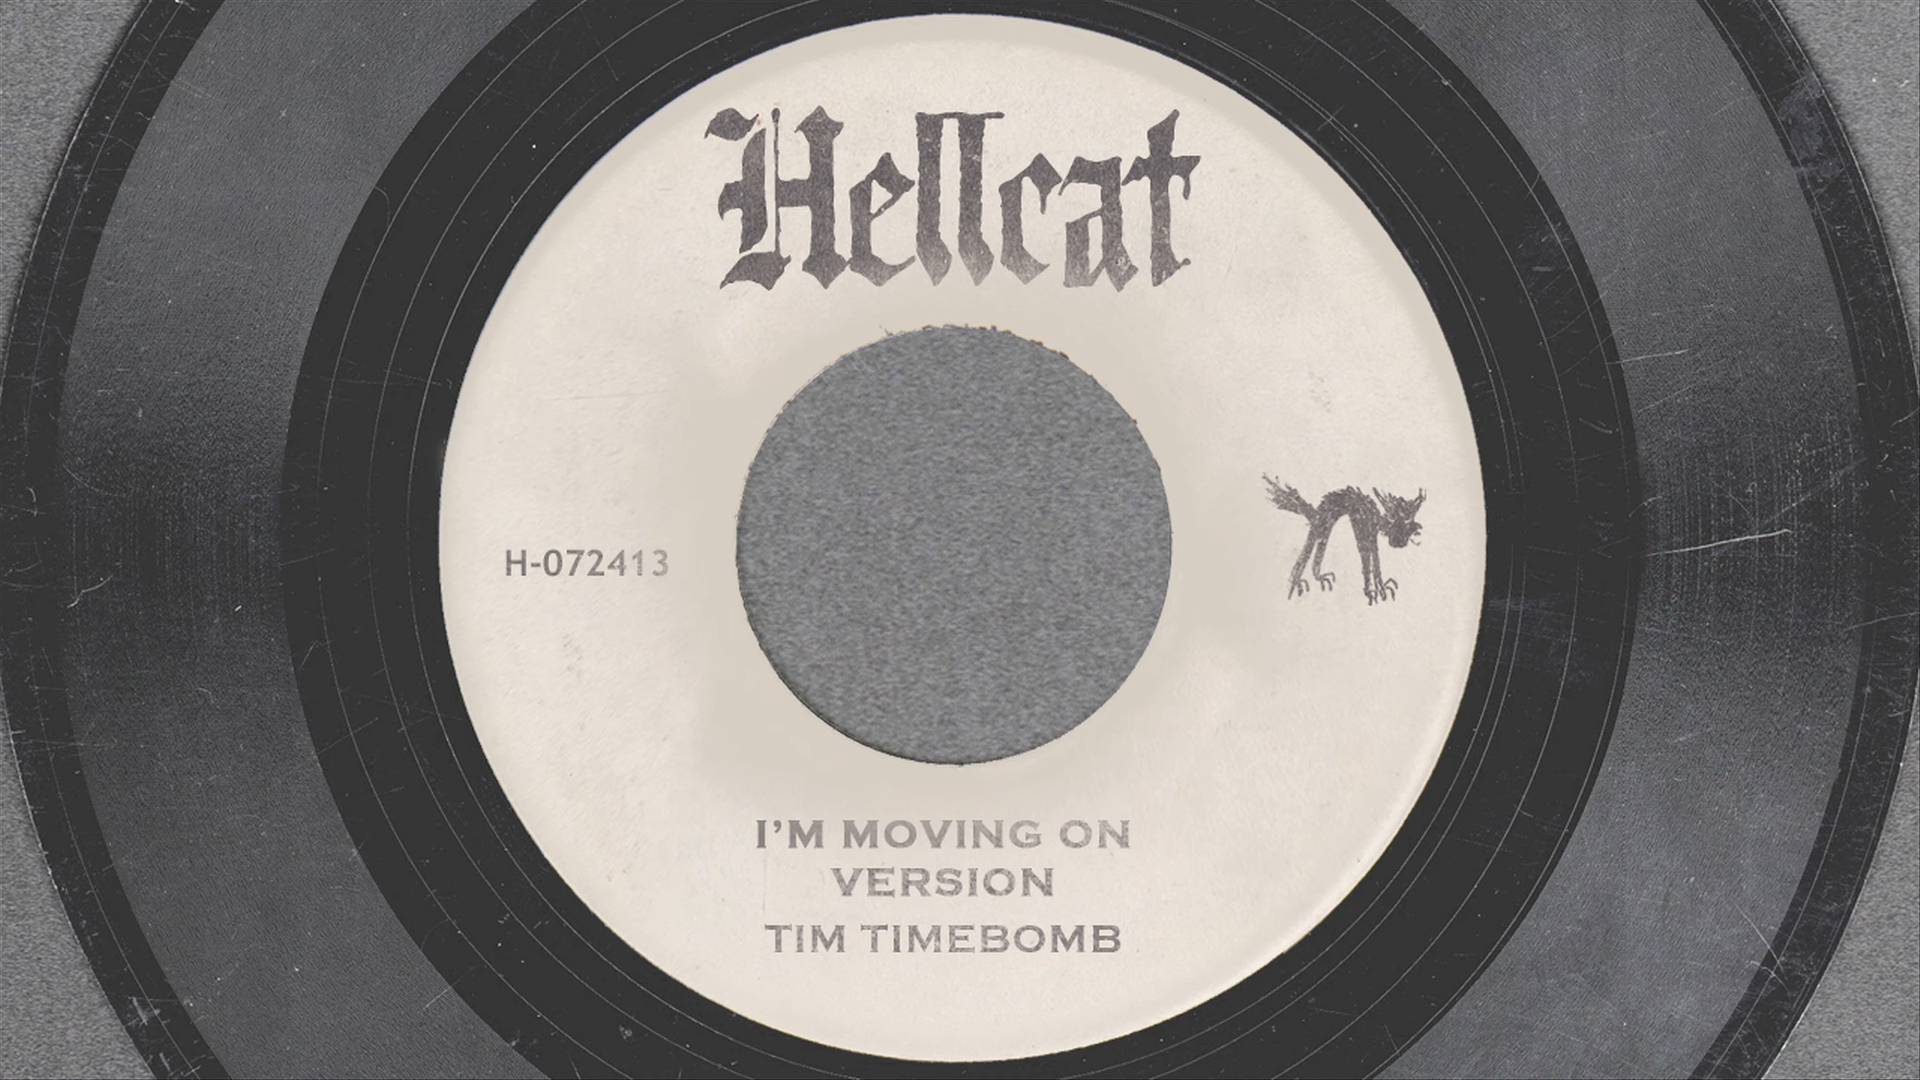 Hellcat
H-072413
I'M MOVING ON
VERSION
TIM TIMEBOMB